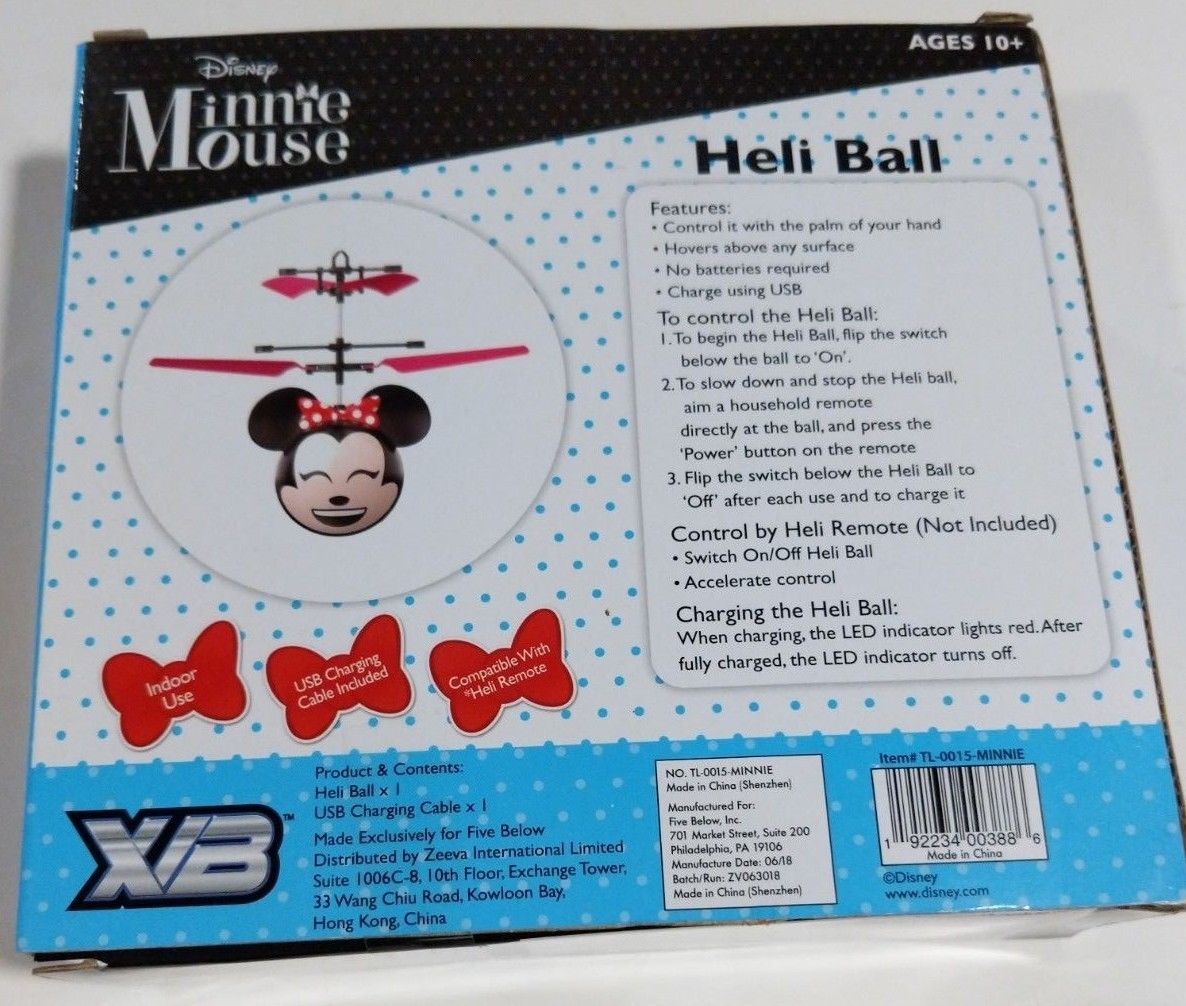 Disney
Minnie
Mouse
AGES 10+
Heli Ball
Features:
• Control it with the palm of your hand
• Hovers above any surface
• No batteries required
• Charge using USB
To control the Heli Ball:
1. To begin the Heli Ball, flip the switch
below the ball to 'On'.
2. To slow down and stop the Heli ball,
aim a household remote
directly at the ball, and press the
'Power' button on the remote
3. Flip the switch below the Heli Ball to
'Off' after each use and to charge it
Control by Heli Remote (Not Included)
• Switch On/Off Heli Ball
• Accelerate control
Charging the Heli Ball:
When charging, the LED indicator lights red. After
fully charged, the LED indicator turns off.
Indoor
Use
USB Charging
Cable Included
Compatible With
*Heli Remote
XB™
Product & Contents:
Heli Ball x 1
USB Charging Cable x 1
Made Exclusively for Five Below
Distributed by Zeeva International Limited
Suite 1006C-8, 10th Floor, Exchange Tower,
33 Wang Chiu Road, Kowloon Bay,
Hong Kong, China
NO. TL-0015-MINNIE
Made in China (Shenzhen)
Manufactured For:
Five Below, Inc.
701 Market Street, Suite 200
Philadelphia, PA 19106
Manufacture Date: 06/18
Batch/Run: ZV063018
Made in China (Shenzhen)
Item# TL-0015-MINNIE
1 92234 00388 6
Made in China
©Disney
www.disney.com